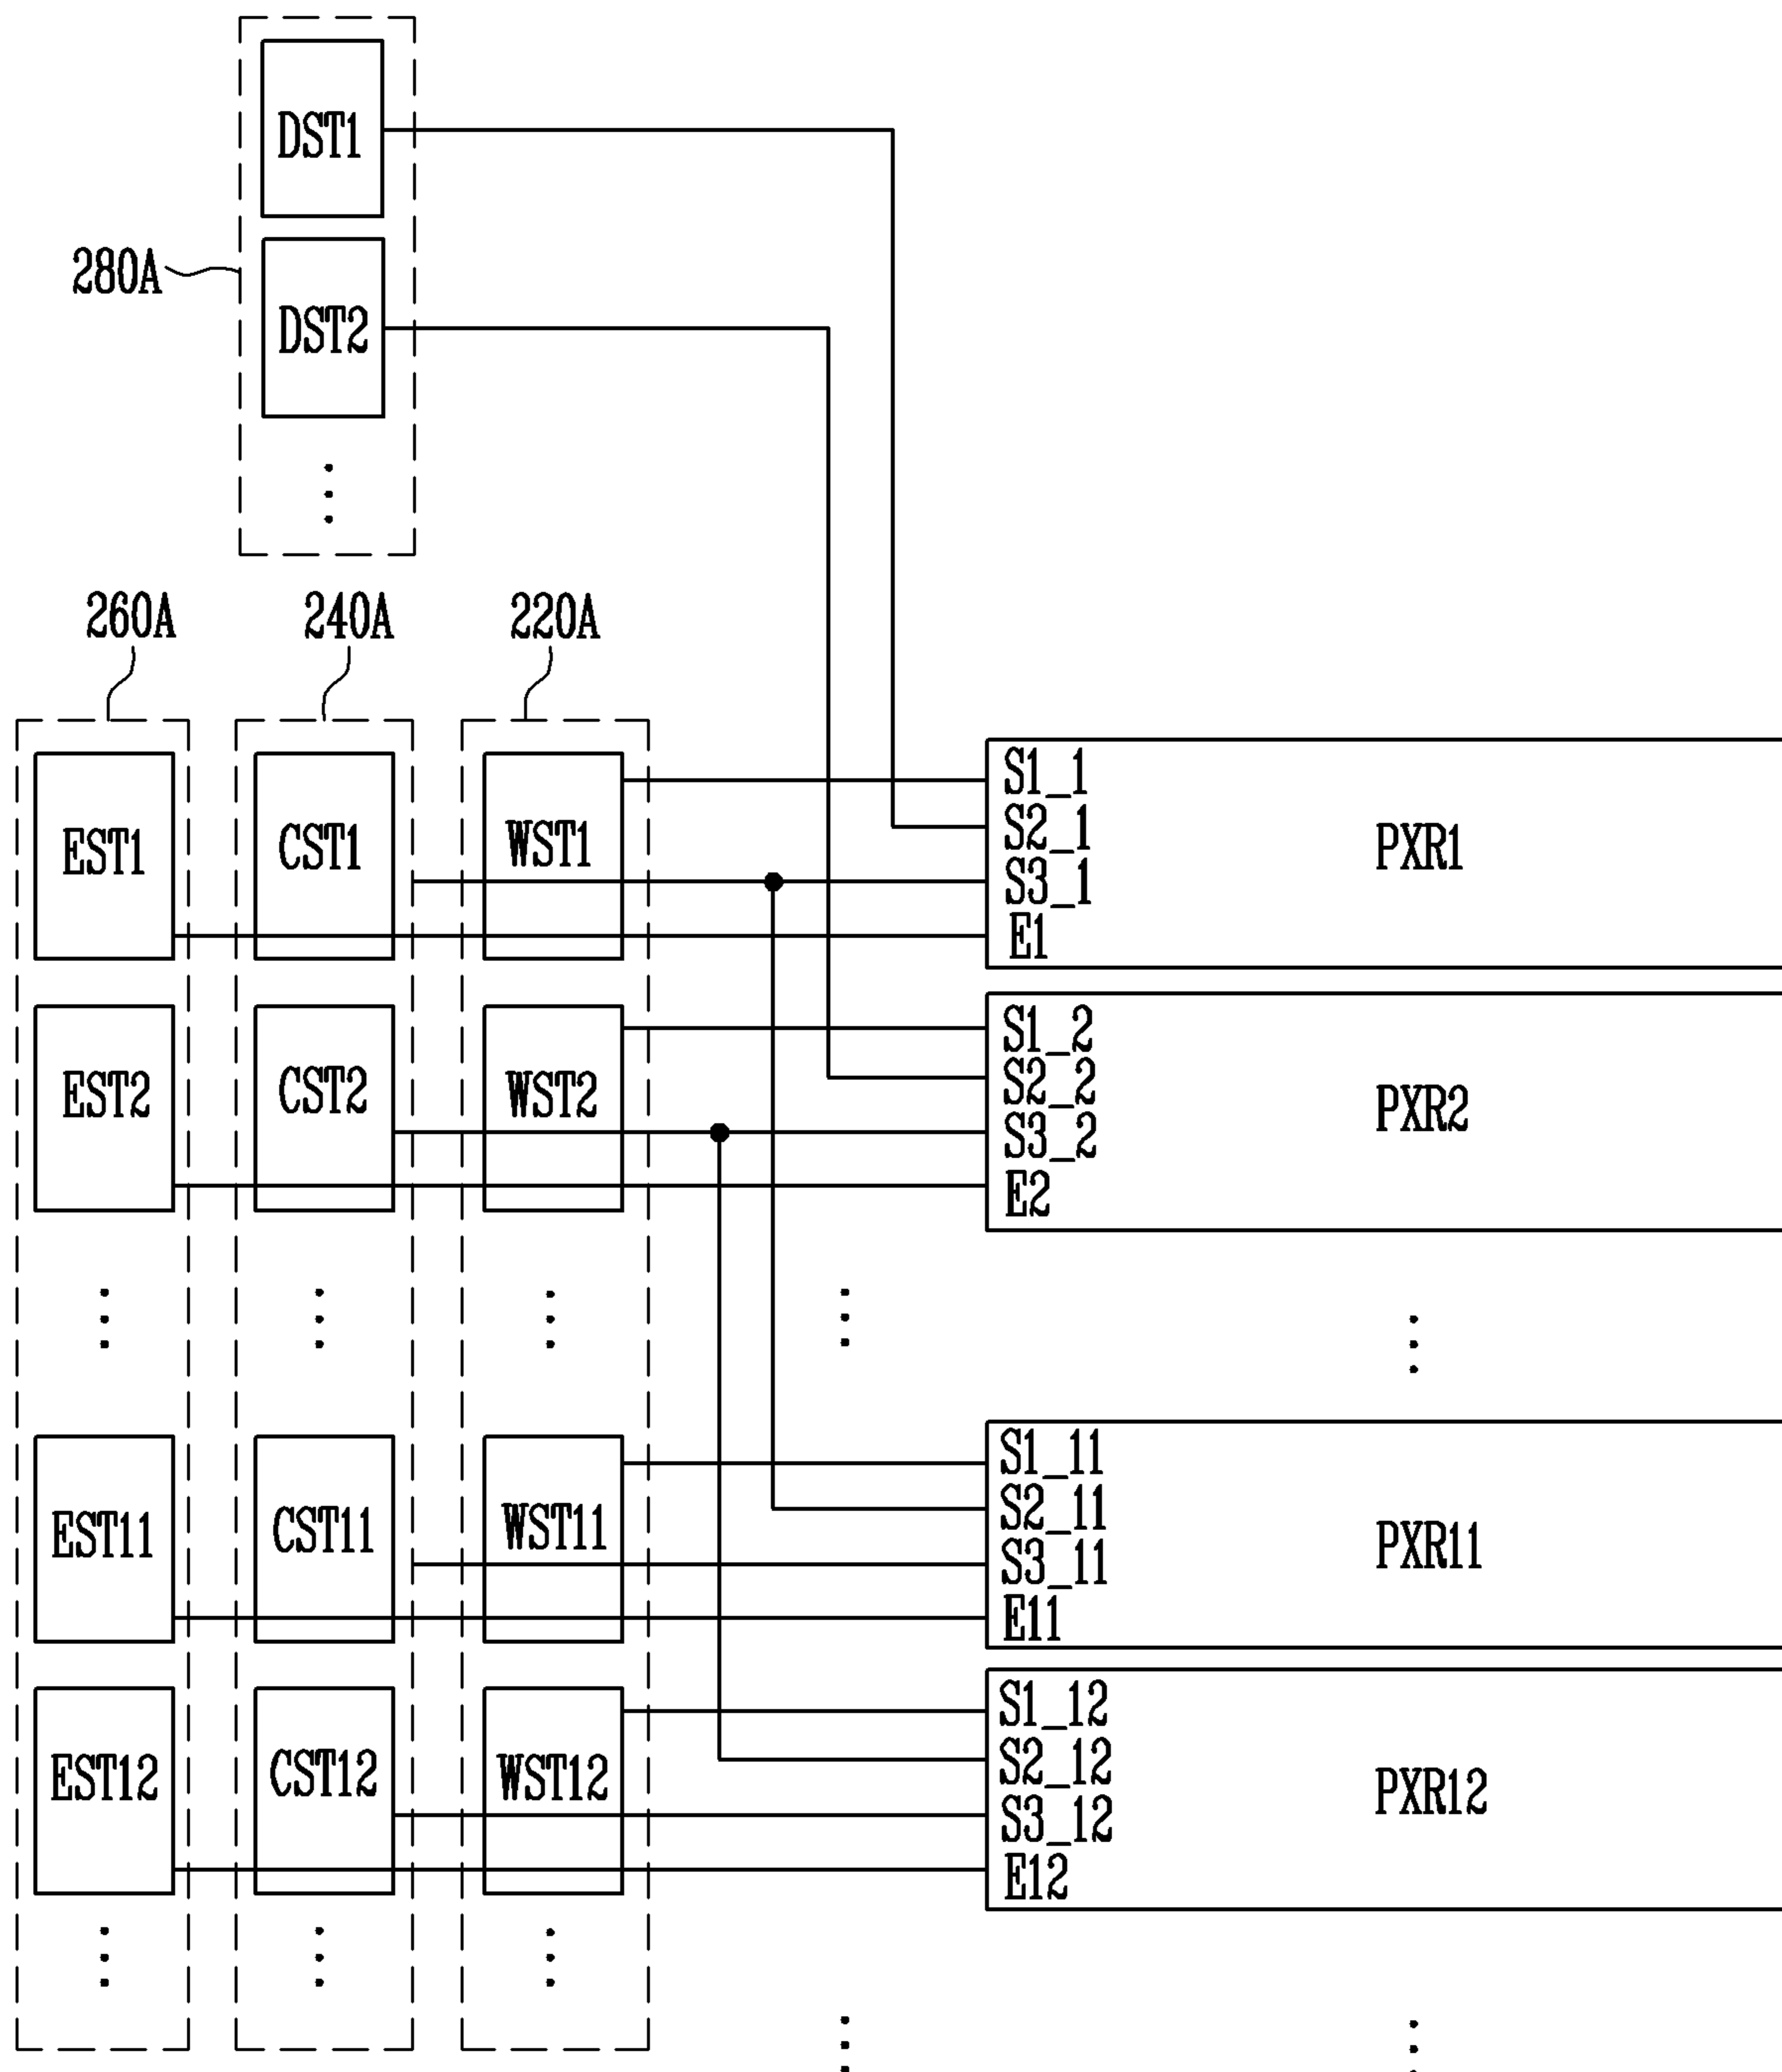 DST1
280A
DST2
260A
240A
220A
EST1
CST1
WST1
S1_1
S2_1
S3_1
E1
PXR1
EST2
CST2
WST2
S1_2
S2_2
S3_2
E2
PXR2
EST11
CST11
WST11
S1_11
S2_11
S3_11
E11
PXR11
EST12
CST12
WST12
S1_12
S2_12
S3_12
E12
PXR12